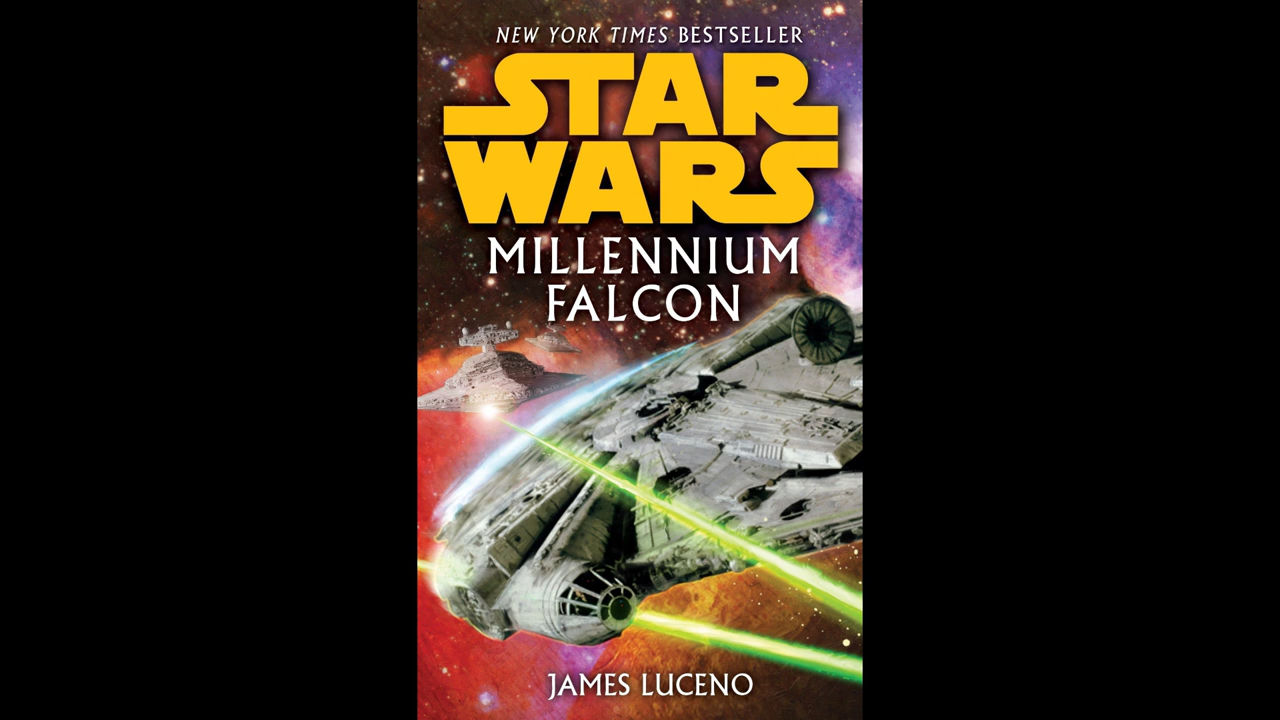 NEW YORK TIMES BESTSELLER
STAR
WARS
MILLENNIUM
FALCON
JAMES LUCENO